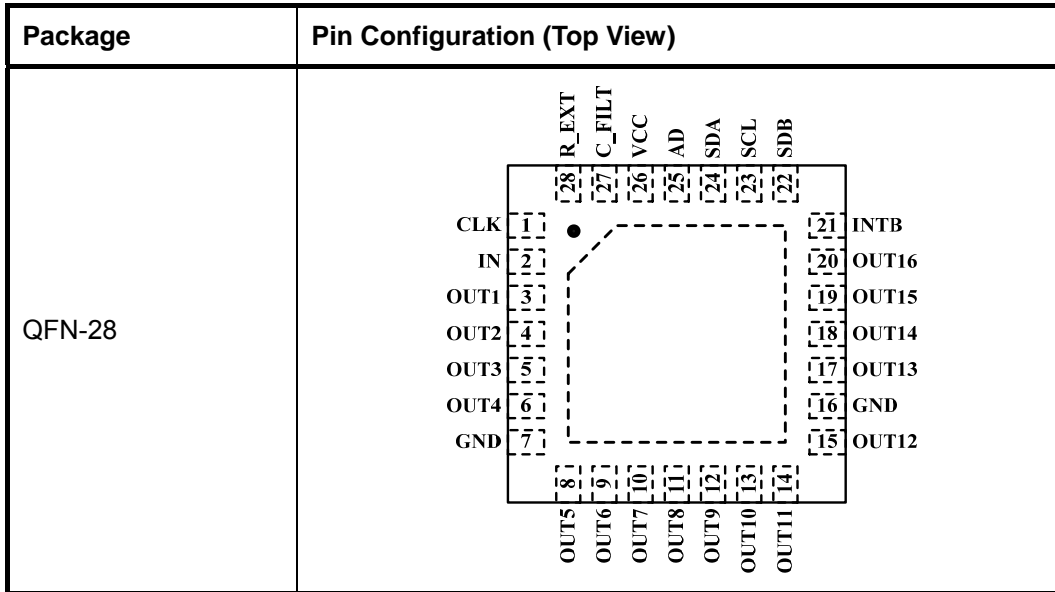 Package
Pin Configuration (Top View)
QFN-28
R_EXT
C_FILT
VCC
AD
SDA
SCL
SDB
28
27
26
25
24
23
22
CLK 1
21 INTB
IN 2
20 OUT16
OUT1 3
19 OUT15
OUT2 4
18 OUT14
OUT3 5
17 OUT13
OUT4 6
16 GND
GND 7
15 OUT12
8
9
10
11
12
13
14
OUT5
OUT6
OUT7
OUT8
OUT9
OUT10
OUT11